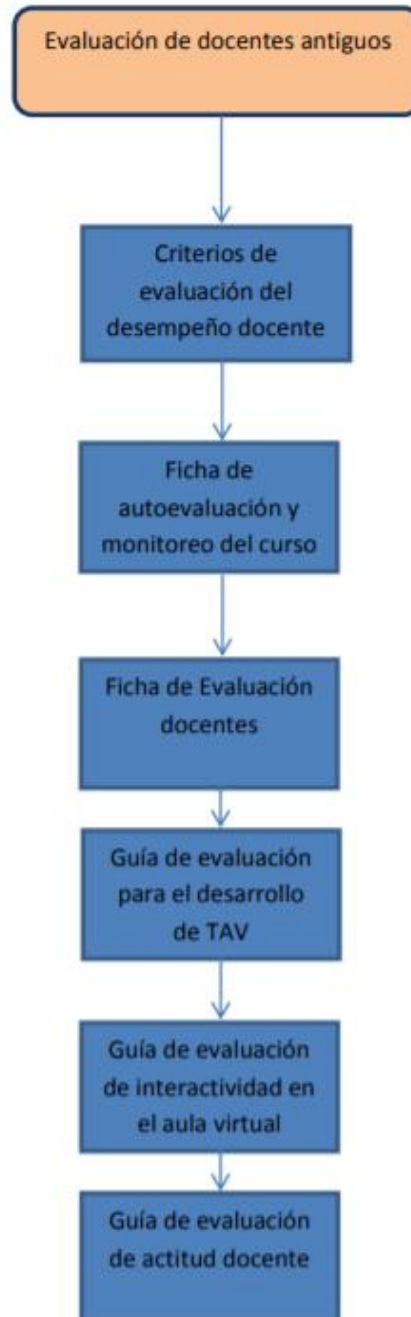 Evaluación de docentes antiguos
Criterios de
evaluación del
desempeño docente
Ficha de
autoevaluación y
monitoreo del curso
Ficha de Evaluación
docentes
Guía de evaluación
para el desarrollo
de TAV
Guía de evaluación
de interactividad en
el aula virtual
Guía de evaluación
de actitud docente